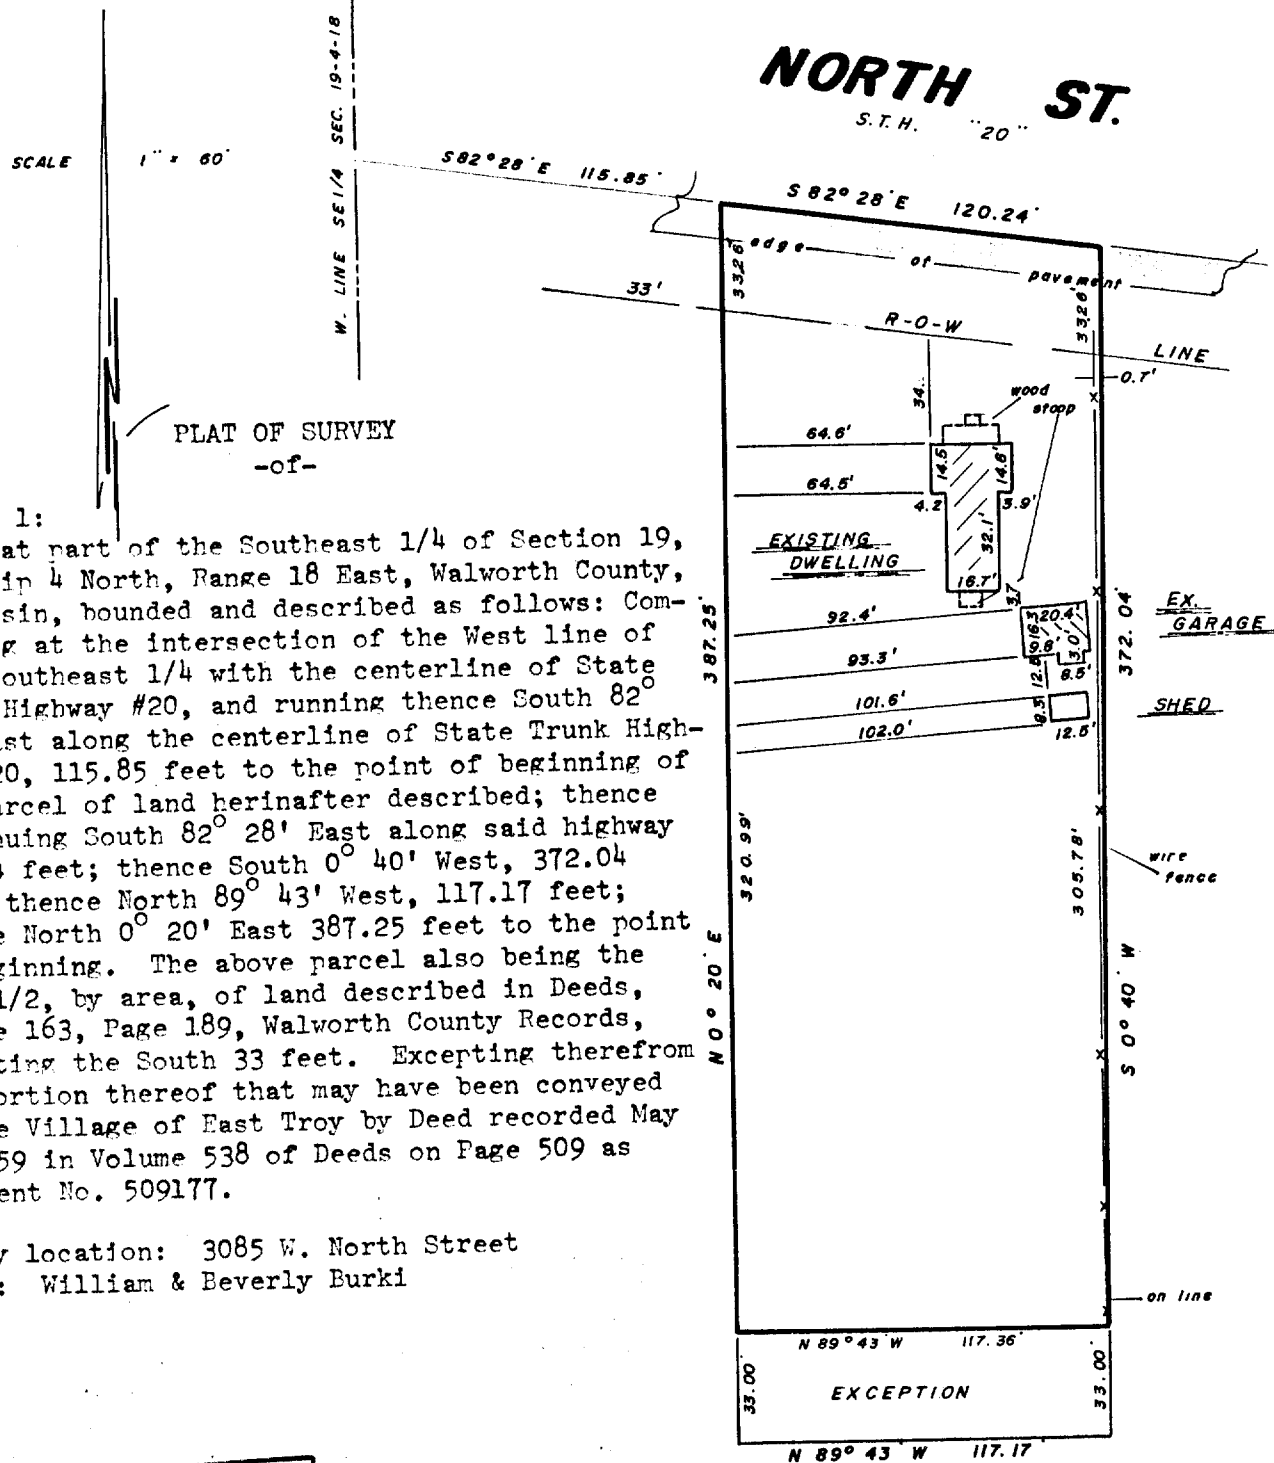 NORTH ST.
S.T.H. "20"
SCALE 1" = 60'
W. LINE SE 1/4 SEC. 19-4-18
S 82° 28' E 115.85'
S 82° 28' E 120.24'
edge of pavement
33.26'
33.26'
33'
R-O-W LINE
0.7'
34.
wood stoop
64.6'
14.5'
14.6'
64.5'
4.2'
3.9'
32.1'
EXISTING
DWELLING
16.7'
3.7'
EX.
GARAGE
92.4'
20.4'
16.3'
9.8'
3.0'
93.3'
8.5'
12.8'
101.6'
SHED
8.3'
102.0'
12.5'
387.25'
372.04'
320.99'
305.78'
wire
fence
N 0° 20' E
S 0° 40' W
on line
N 89° 43' W 117.36'
33.00'
EXCEPTION
33.00'
N 89° 43' W 117.17
PLAT OF SURVEY
-of-
1:
at part of the Southeast 1/4 of Section 19,
ip 4 North, Range 18 East, Walworth County,
sin, bounded and described as follows: Com-
g at the intersection of the West line of
outheast 1/4 with the centerline of State
Highway #20, and running thence South 82°
st along the centerline of State Trunk High-
20, 115.85 feet to the point of beginning of
arcel of land herinafter described; thence
nuing South 82° 28' East along said highway
4 feet; thence South 0° 40' West, 372.04
thence North 89° 43' West, 117.17 feet;
e North 0° 20' East 387.25 feet to the point
ginning. The above parcel also being the
1/2, by area, of land described in Deeds,
e 163, Page 189, Walworth County Records,
ting the South 33 feet. Excepting therefrom
ortion thereof that may have been conveyed
e Village of East Troy by Deed recorded May
59 in Volume 538 of Deeds on Page 509 as
ent No. 509177.
y location: 3085 W. North Street
: William & Beverly Burki